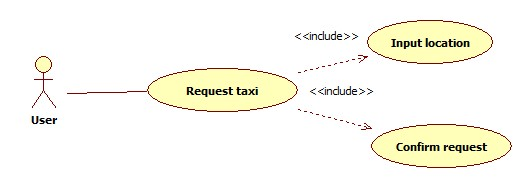 <<include>>
Input location
Request taxi
<<include>>
User
Confirm request